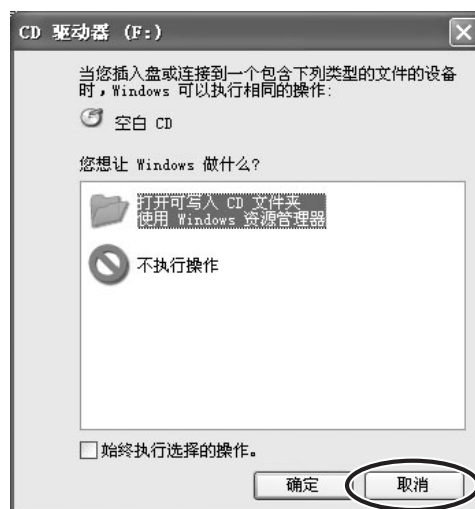 CD 驱动器 (F:)
当您插入盘或连接到一个包含下列类型的文件的设备
时，Windows 可以执行相同的操作:
空白 CD
您想让 Windows 做什么?
打开可写入 CD 文件夹
使用 Windows 资源管理器
不执行操作
始终执行选择的操作。
确定
取消